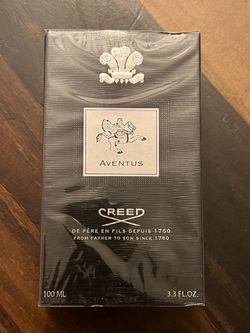 AVENTUS
CREED
DE PÈRE EN FILS DEPUIS 1760
FROM FATHER TO SON SINCE 1760
100 ML 3.3 FL.OZ.